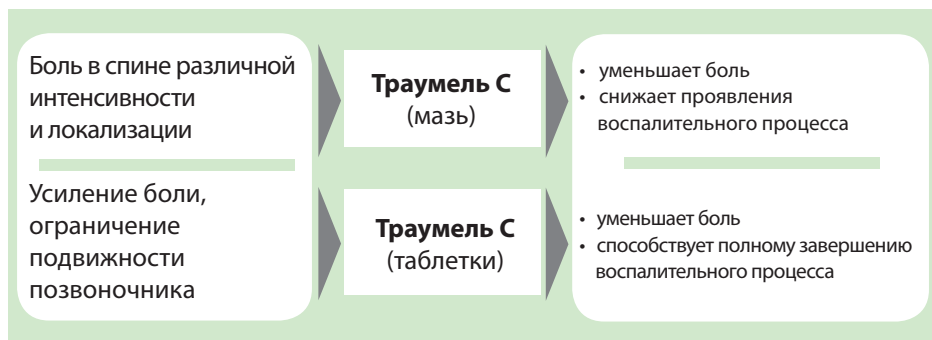 Боль в спине различной
интенсивности
и локализации
Траумель С
(мазь)
• уменьшает боль
• снижает проявления
воспалительного процесса
Усиление боли,
ограничение
подвижности
позвоночника
Траумель С
(таблетки)
• уменьшает боль
• способствует полному завершению
воспалительного процесса